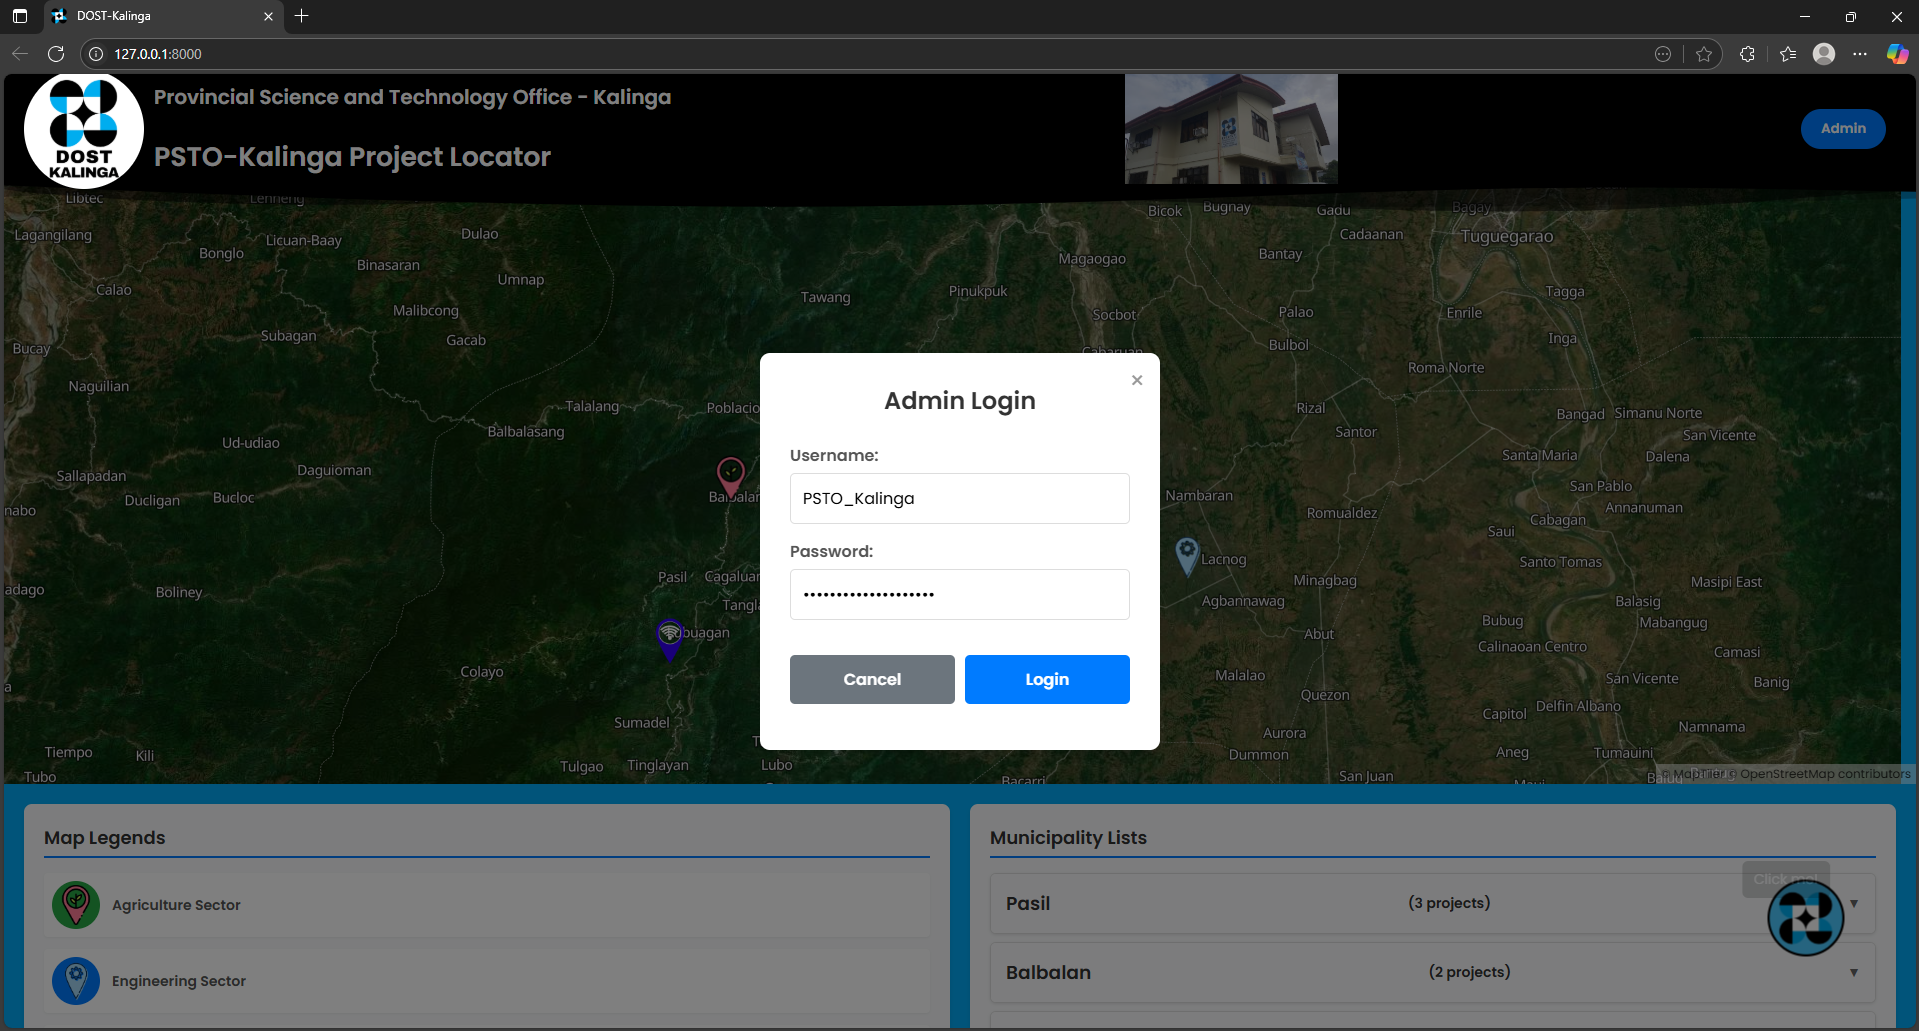 DOST-Kalinga
127.0.0.1:8000
Provincial Science and Technology Office - Kalinga
PSTO-Kalinga Project Locator
DOST
KALINGA
Admin
Libtec
Lenneng
Lagangilang
Bonglo
Licuan-Baay
Dulao
Binasaran
Umnap
Calao
Malibcong
Subagan
Gacab
Bucay
Naguilian
Talalang
Poblacio
Balbalasang
Ud-udiao
Daguioman
Sallapadan
Ducligan
Bucloc
nabo
adago
Boliney
Pasil
Cagaluan
Tangla
buagan
Colayo
Sumadel
Tiempo
Kili
Tubo
Tulgao
Tinglayan
Lubo
Tawang
Pinukpuk
Magaogao
Socbot
Cabaruan
Bicok
Bugnay
Gadu
Cadaanan
Bagay
Tuguegarao
Bantay
Tagga
Palao
Enrile
Inga
Bulbol
Roma Norte
Rizal
Santor
Bangad
Simanu Norte
San Vicente
Santa Maria
Dalena
San Pablo
Annanuman
Nambaran
Romualdez
Cabagan
Saui
Lacnog
Santo Tomas
Minagbag
Masipi East
Agbannawag
Balasig
Bubug
Mabangug
Abut
Calinaoan Centro
Camasi
Malalao
San Vicente
Banig
Quezon
Capitol
Delfin Albano
Namnama
Aurora
Dummon
Aneg
Tumauini
San Juan
Bacarri
© MapTiler © OpenStreetMap contributors
Admin Login
×
Username:
PSTO_Kalinga
Password:
Cancel
Login
Map Legends
Agriculture Sector
Engineering Sector
Municipality Lists
Click me!
Pasil
(3 projects)
Balbalan
(2 projects)